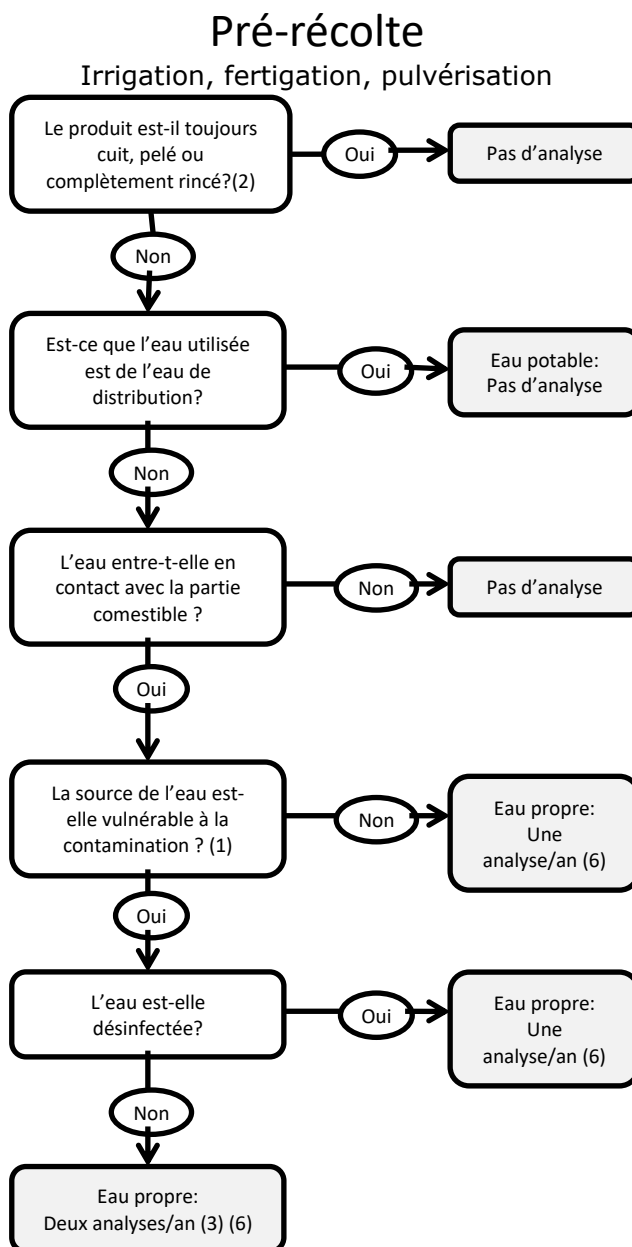 Pré-récolte
Irrigation, fertigation, pulvérisation
Le produit est-il toujours
cuit, pelé ou
complètement rincé?(2)
Oui
Pas d'analyse
Non
Est-ce que l'eau utilisée
est de l'eau de
distribution?
Oui
Eau potable:
Pas d'analyse
Non
L'eau entre-t-elle en
contact avec la partie
comestible ?
Non
Pas d'analyse
Oui
La source de l'eau est-
elle vulnérable à la
contamination ? (1)
Non
Eau propre:
Une
analyse/an (6)
Oui
L'eau est-elle
désinfectée?
Oui
Eau propre:
Une
analyse/an (6)
Non
Eau propre:
Deux analyses/an (3) (6)